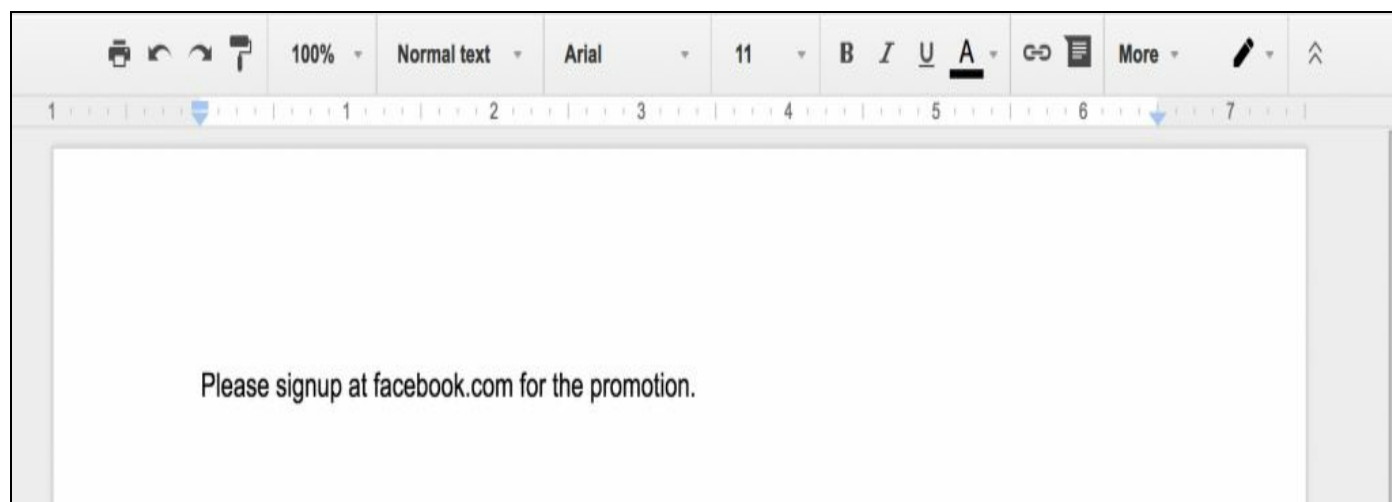 100% Normal text Arial 11 B I U A More
1 1 2 3 4 5 6 7
Please signup at facebook.com for the promotion.